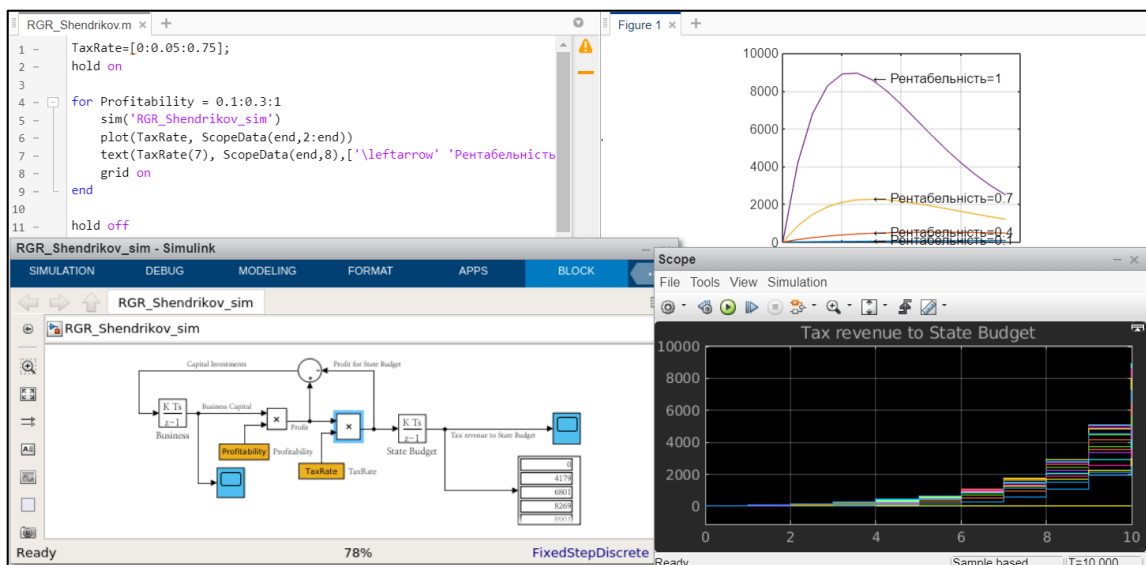 RGR_Shendrikov.m × +
1 - TaxRate=[0:0.05:0.75];
2 - hold on
3
4 - for Profitability = 0.1:0.3:1
5 - sim('RGR_Shendrikov_sim')
6 - plot(TaxRate, ScopeData(end,2:end))
7 - text(TaxRate(7), ScopeData(end,8),['\leftarrow' 'Рентабельність
8 - grid on
9 - end
10
11 - hold off
Figure 1 × +
10000
8000
6000
4000
2000
0
← Рентабельність=1
← Рентабельність=0.7
← Рентабельність=0.4
← Рентабельність=0.1
RGR_Shendrikov_sim - Simulink
SIMULATION DEBUG MODELING FORMAT APPS BLOCK
RGR_Shendrikov_sim
RGR_Shendrikov_sim
Capital Investments
Profit for State Budget
K Ts
z-1
Business
Business Capital
×
Profit
×
K Ts
z-1
State Budget
Tax revenue to State Budget
Profitability Profitability
TaxRate TaxRate
0
4179
6801
8269
Ready 78% FixedStepDiscrete
Scope
File Tools View Simulation
Tax revenue to State Budget
10000
8000
6000
4000
2000
0
0 2 4 6 8 10
Ready Sample based T=10.000